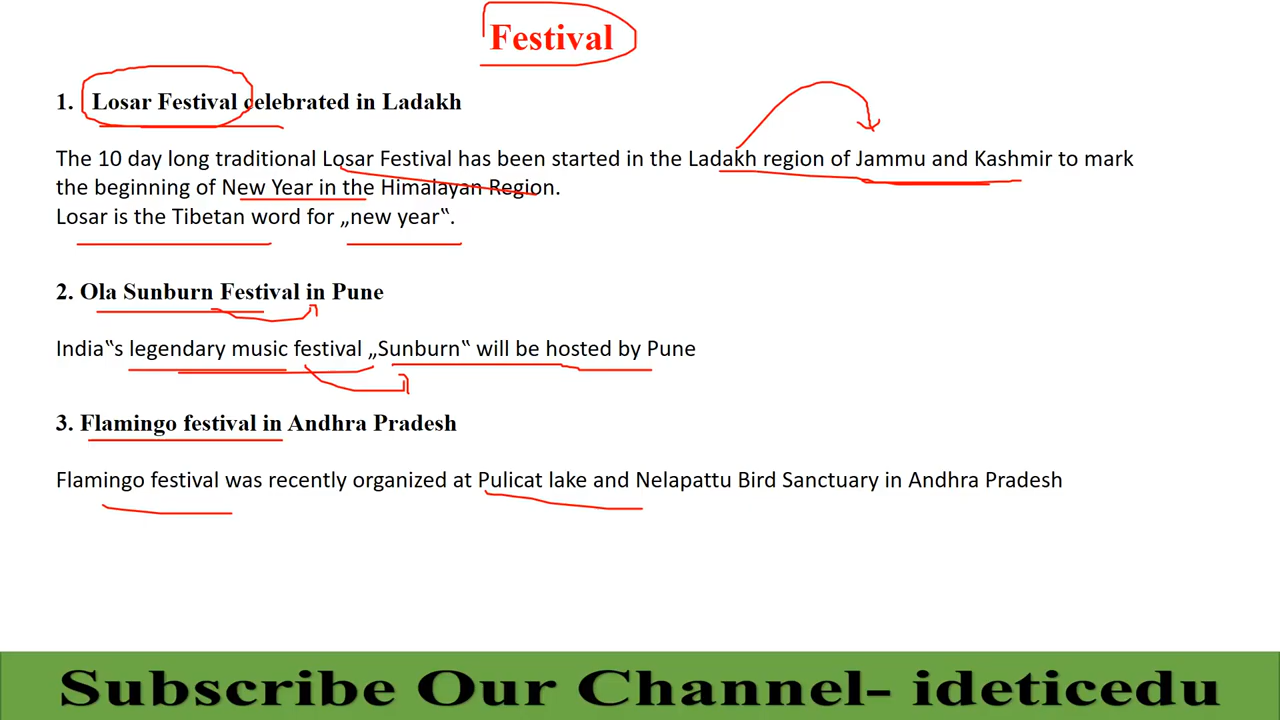 Festival
1. Losar Festival celebrated in Ladakh
The 10 day long traditional Losar Festival has been started in the Ladakh region of Jammu and Kashmir to mark
the beginning of New Year in the Himalayan Region.
Losar is the Tibetan word for „new year‟.
2. Ola Sunburn Festival in Pune
India‟s legendary music festival „Sunburn‟ will be hosted by Pune
3. Flamingo festival in Andhra Pradesh
Flamingo festival was recently organized at Pulicat lake and Nelapattu Bird Sanctuary in Andhra Pradesh
Subscribe Our Channel- ideticedu